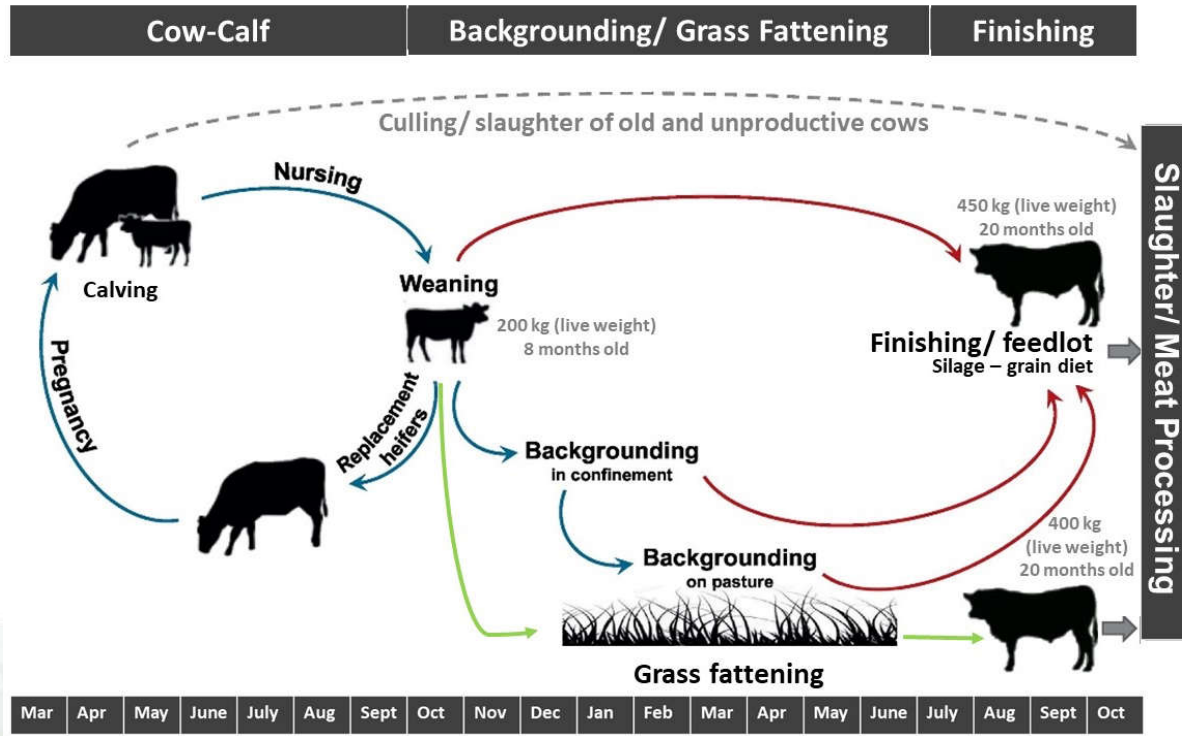 Cow-Calf
Backgrounding/ Grass Fattening
Finishing
Culling/ slaughter of old and unproductive cows
Nursing
Calving
Pregnancy
Weaning
200 kg (live weight)
8 months old
Replacement
heifers
Backgrounding
in confinement
Backgrounding
on pasture
Grass fattening
450 kg (live weight)
20 months old
Finishing/ feedlot
Silage – grain diet
400 kg
(live weight)
20 months old
Slaughter/ Meat Processing
Mar Apr May June July Aug Sept Oct Nov Dec Jan Feb Mar Apr May June July Aug Sept Oct